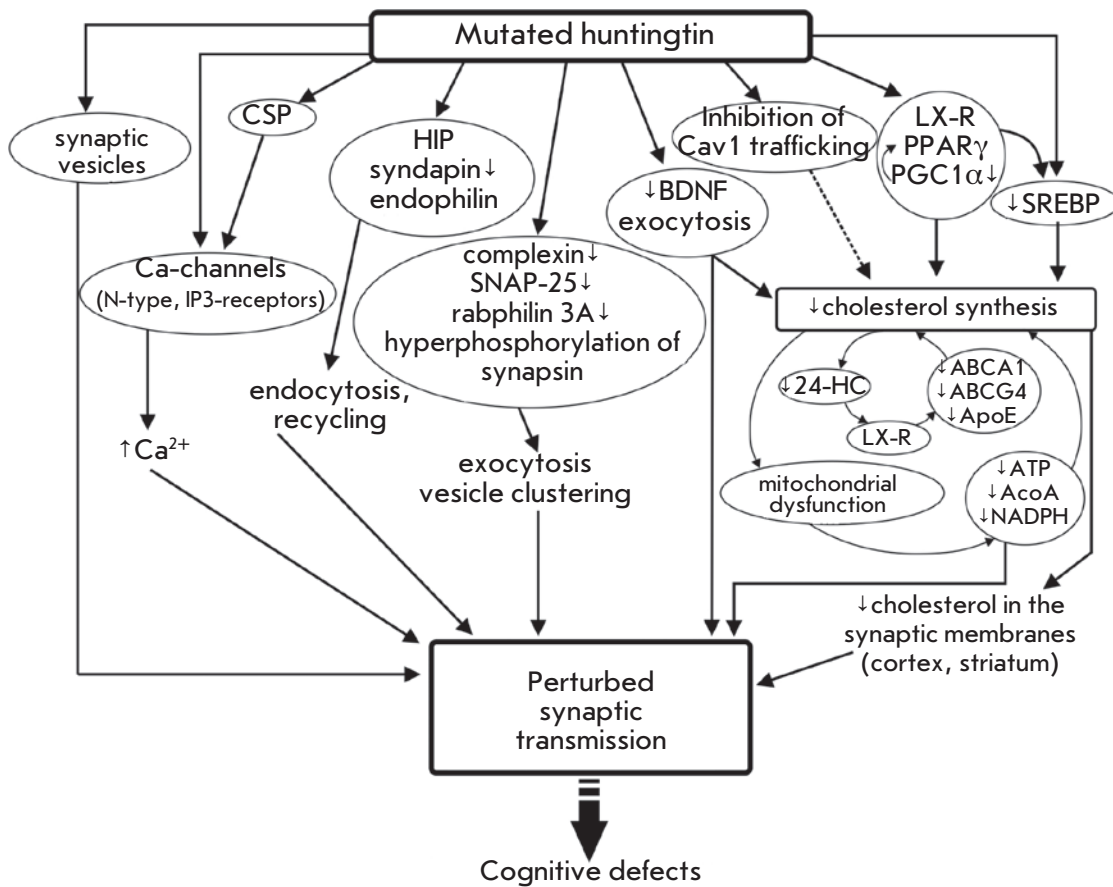 Mutated huntingtin
synaptic
vesicles
CSP
HIP
syndapin↓
endophilin
↓BDNF
exocytosis
Inhibition of
Cav1 trafficking
LX-R
PPARγ
PGC1α↓
↓SREBP
Ca-channels
(N-type, IP3-receptors)
complexin↓
SNAP-25↓
rabphilin 3A↓
hyperphosphorylation of
synapsin
↓cholesterol synthesis
↓24-HC
LX-R
↓ABCA1
↓ABCG4
↓ApoE
endocytosis,
recycling
↑Ca²⁺
exocytosis
vesicle clustering
mitochondrial
dysfunction
↓ATP
↓AcoA
↓NADPH
↓cholesterol in the
synaptic membranes
(cortex, striatum)
Perturbed
synaptic
transmission
Cognitive defects